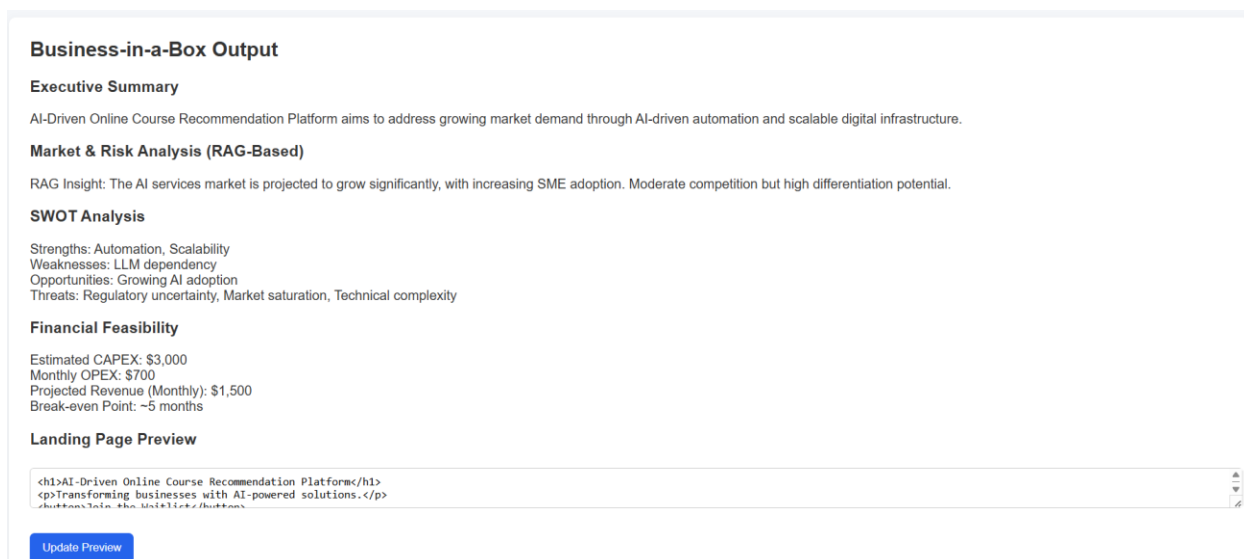 Business-in-a-Box Output
Executive Summary
AI-Driven Online Course Recommendation Platform aims to address growing market demand through AI-driven automation and scalable digital infrastructure.
Market & Risk Analysis (RAG-Based)
RAG Insight: The AI services market is projected to grow significantly, with increasing SME adoption. Moderate competition but high differentiation potential.
SWOT Analysis
Strengths: Automation, Scalability
Weaknesses: LLM dependency
Opportunities: Growing AI adoption
Threats: Regulatory uncertainty, Market saturation, Technical complexity
Financial Feasibility
Estimated CAPEX: $3,000
Monthly OPEX: $700
Projected Revenue (Monthly): $1,500
Break-even Point: ~5 months
Landing Page Preview
<h1>AI-Driven Online Course Recommendation Platform</h1>
<p>Transforming businesses with AI-powered solutions.</p>
<button>Join the Waitlist</button>
Update Preview